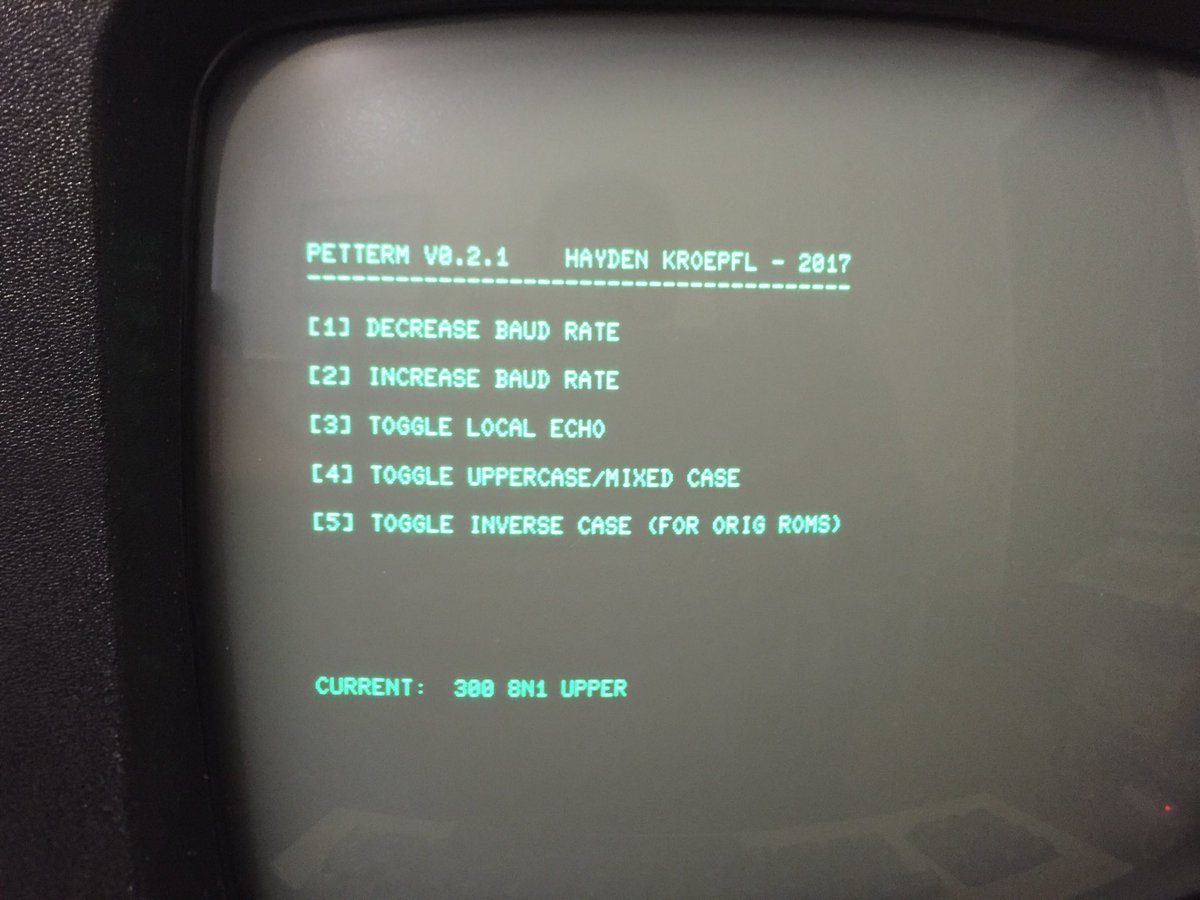 PETTERM V0.2.1    HAYDEN KROEPFL - 2017
---------------------------------------
[1] DECREASE BAUD RATE
[2] INCREASE BAUD RATE
[3] TOGGLE LOCAL ECHO
[4] TOGGLE UPPERCASE/MIXED CASE
[5] TOGGLE INVERSE CASE (FOR ORIG ROMS)
CURRENT:  300 8N1 UPPER